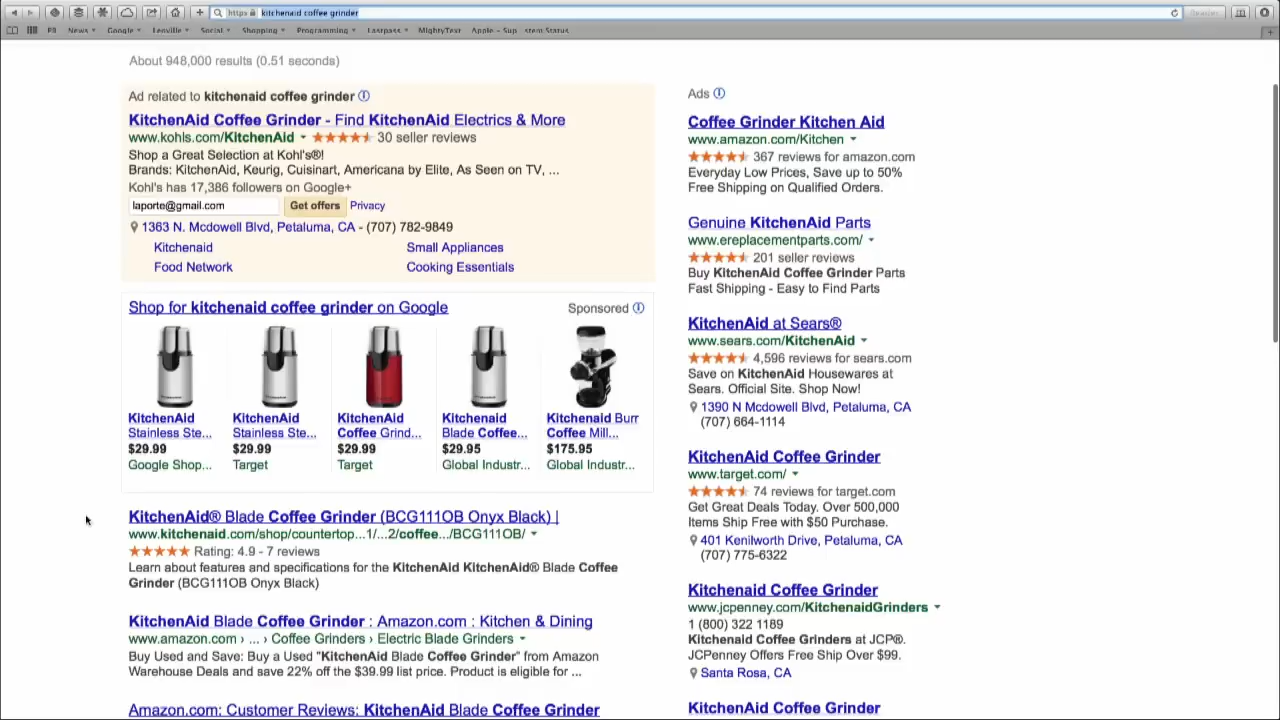 https kitchenaid coffee grinder
Reader
News Google Leoville Social Shopping Programming Lastpass MightyText Apple - Sup stem Status
About 948,000 results (0.51 seconds)
Ad related to kitchenaid coffee grinder
KitchenAid Coffee Grinder - Find KitchenAid Electrics & More
www.kohls.com/KitchenAid 30 seller reviews
Shop a Great Selection at Kohl's®!
Brands: KitchenAid, Keurig, Cuisinart, Americana by Elite, As Seen on TV, ...
Kohl's has 17,386 followers on Google+
laporte@gmail.com Get offers Privacy
1363 N. Mcdowell Blvd, Petaluma, CA - (707) 782-9849
Kitchenaid Small Appliances
Food Network Cooking Essentials
Shop for kitchenaid coffee grinder on Google Sponsored
KitchenAid KitchenAid KitchenAid Kitchenaid Kitchenaid Burr
Stainless Ste... Stainless Ste... Coffee Grind... Blade Coffee... Coffee Mill...
$29.99 $29.99 $29.99 $29.95 $175.95
Google Shop... Target Target Global Industr... Global Industr...
KitchenAid® Blade Coffee Grinder (BCG111OB Onyx Black) |
www.kitchenaid.com/shop/countertop...1/...2/coffee.../BCG111OB/
Rating: 4.9 - 7 reviews
Learn about features and specifications for the KitchenAid KitchenAid® Blade Coffee
Grinder (BCG111OB Onyx Black)
KitchenAid Blade Coffee Grinder : Amazon.com : Kitchen & Dining
www.amazon.com › ... › Coffee Grinders › Electric Blade Grinders
Buy Used and Save: Buy a Used "KitchenAid Blade Coffee Grinder" from Amazon
Warehouse Deals and save 22% off the $39.99 list price. Product is eligible for ...
Amazon.com: Customer Reviews: KitchenAid Blade Coffee Grinder
Ads
Coffee Grinder Kitchen Aid
www.amazon.com/Kitchen
367 reviews for amazon.com
Everyday Low Prices, Save up to 50%
Free Shipping on Qualified Orders.
Genuine KitchenAid Parts
www.ereplacementparts.com/
201 seller reviews
Buy KitchenAid Coffee Grinder Parts
Fast Shipping - Easy to Find Parts
KitchenAid at Sears®
www.sears.com/KitchenAid
4,596 reviews for sears.com
Save on KitchenAid Housewares at
Sears. Official Site. Shop Now!
1390 N Mcdowell Blvd, Petaluma, CA
(707) 664-1114
KitchenAid Coffee Grinder
www.target.com/
74 reviews for target.com
Get Great Deals Today. Over 500,000
Items Ship Free with $50 Purchase.
401 Kenilworth Drive, Petaluma, CA
(707) 775-6322
Kitchenaid Coffee Grinder
www.jcpenney.com/KitchenaidGrinders
1 (800) 322 1189
Kitchenaid Coffee Grinders at JCP®.
JCPenney Offers Free Ship Over $99.
Santa Rosa, CA
KitchenAid Coffee Grinder